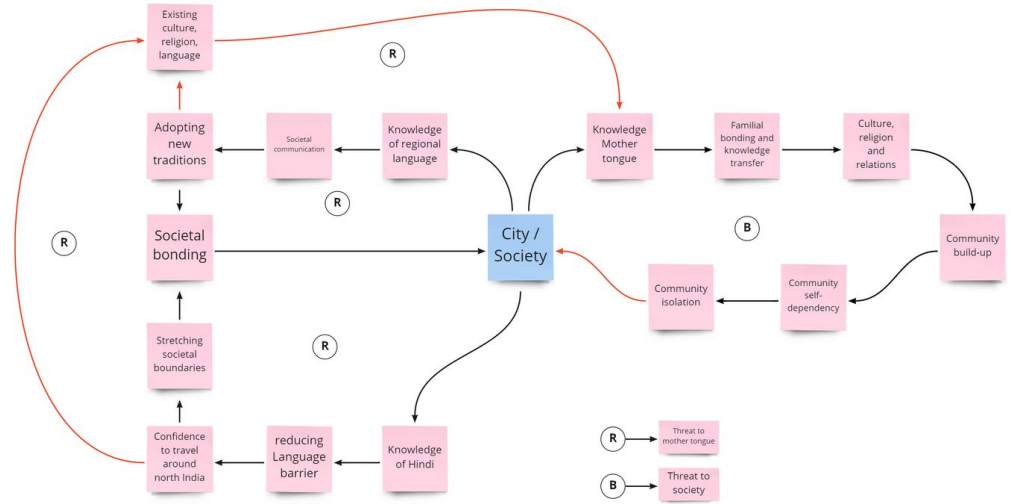 Existing
culture,
religion,
language
R
Adopting
new
traditions
Societal
communication
Knowledge
of regional
language
Knowledge
Mother
tongue
Familial
bonding and
knowledge
transfer
Culture,
religion
and
relations
R
R
Societal
bonding
City /
Society
B
Community
build-up
Community
isolation
Community
self-
dependency
R
Stretching
societal
boundaries
Confidence
to travel
around
north India
reducing
Language
barrier
Knowledge
of Hindi
R
Threat to
mother tongue
B
Threat to
society